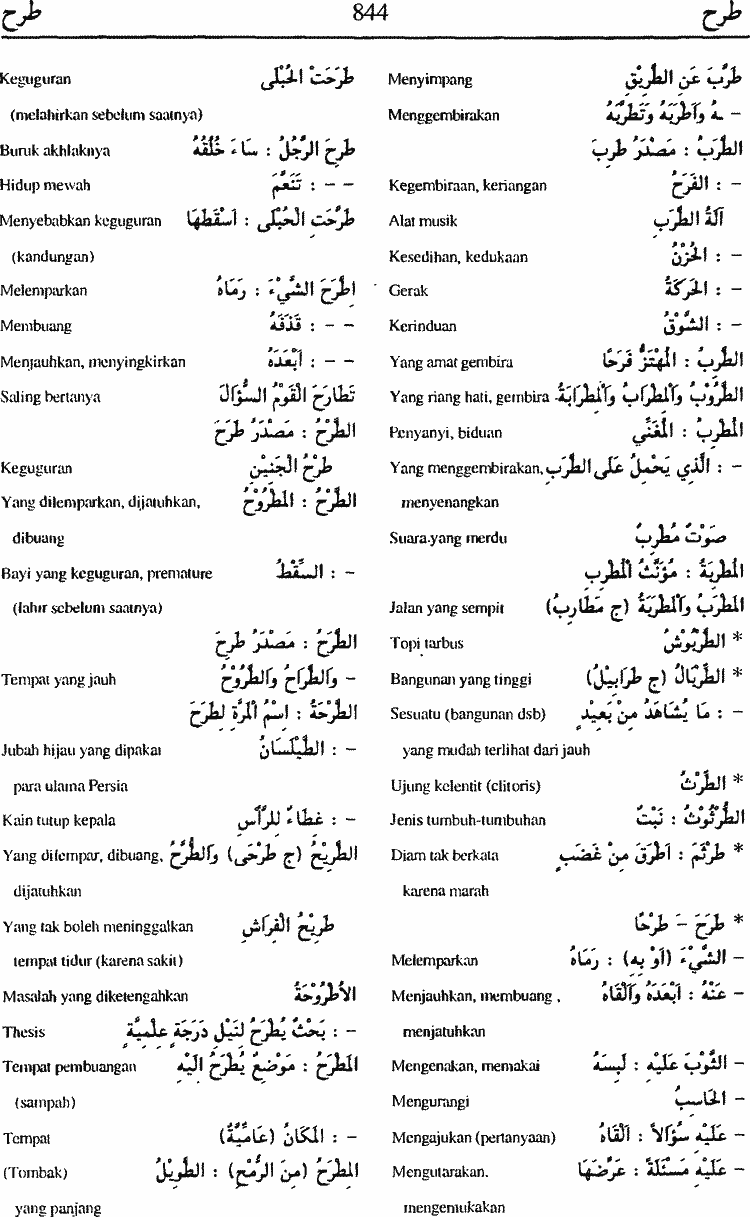 طرح 844 طرح
طَرَّبَ عَنِ الطَّرِيْقِ Menyimpang
– ـهُ وَأَطْرَبَهُ وَتَطَرَّبَهُ Menggembirakan
الطَّرَبُ : مَصْدَرُ طَرِبَ
– : الفَرَحُ Kegembiraan, keriangan
آلَةُ الطَّرَبِ Alat musik
– : الحُزْنُ Kesedihan, kedukaan
– : الحَرَكَةُ Gerak
– : الشَّوْقُ Kerinduan
الطَّرِبُ : المُهْتَزُّ فَرَحًا Yang amat gembira
الطَّرُوْبُ وَالمِطْرَابُ وَالمِطْرَابَةُ Yang riang hati, gembira
المُطْرِبُ : المُغَنِّي Penyanyi, biduan
– : الَّذِي يَحْمِلُ عَلَى الطَّرَبِ Yang menggembirakan,
menyenangkan
صَوْتٌ مُطْرِبٌ Suara yang merdu
المُطْرِبَةُ : مُؤَنَّثُ المُطْرِبِ
المَطْرَبُ وَالمَطْرَبَةُ (ج مَطَارِبُ) Jalan yang sempit
* الطَّرْبُوْشُ Topi tarbus
* الطِّرْبَالُ (ج طَرَابِيْلُ) Bangunan yang tinggi
– : مَا يُشَاهَدُ مِنْ بَعِيْدٍ Sesuatu (bangunan dsb)
yang mudah terlihat dari jauh
* الطُّرْثُ Ujung kelentit (clitoris)
الطُّرْثُوْثُ : نَبْتٌ Jenis tumbuh-tumbuhan
* طَرْثَمَ : أَطْرَقَ مِنْ غَضَبٍ Diam tak berkata
karena marah
* طَرَحَ – طَرْحًا
– الشَّيْءَ (أَوْ بِهِ) : رَمَاهُ Melemparkan
– عَنْهُ : أَبْعَدَهُ وَأَلْقَاهُ Menjauhkan, membuang,
menjatuhkan
– الثَّوْبَ عَلَيْهِ : لَبِسَهُ Mengenakan, memakai
– الحَاسِبُ Mengurangi
– عَلَيْهِ سُؤَالاً : أَلْقَاهُ Mengajukan (pertanyaan)
– عَلَيْهِ مَسْئَلَةً : عَرَضَهَا Mengutarakan,
mengemukakan
طَرَحَتْ الحُبْلَى Keguguran
(melahirkan sebelum saatnya)
طَرِحَ الرَّجُلُ : سَاءَ خُلُقُهُ Buruk akhlaknya
– – : تَنَعَّمَ Hidup mewah
طَرَّحَتِ الحُبْلَى : أَسْقَطَهَا Menyebabkan keguguran
(kandungan)
اطَّرَحَ الشَّيْءَ : رَمَاهُ Melemparkan
– – : قَذَفَهُ Membuang
– – : أَبْعَدَهُ Menjauhkan, menyingkirkan
تَطَارَحَ الْقَوْمُ السُّؤَالَ Saling bertanya
الطَّرْحُ : مَصْدَرُ طَرَحَ
طَرْحُ الْجَنِيْنِ Keguguran
الطِّرْحُ : المَطْرُوْحُ Yang dilemparkan, dijatuhkan,
dibuang
– : السِّقْطُ Bayi yang keguguran, premature
(lahir sebelum saatnya)
الطَّرَحُ : مَصْدَرُ طَرِحَ
– وَالطَّرَاحُ وَالطَّرُوْحُ Tempat yang jauh
الطَّرْحَةُ : اسْمُ الْمَرَّةِ لِطَرَحَ
– : الطَّيْلَسَانُ Jubah hijau yang dipakai
para ulama Persia
– : غِطَاءٌ لِلرَّأْسِ Kain tutup kepala
الطَّرِيْحُ (ج طَرْحَى) وَالطُّرَّحُ Yang dilempar, dibuang,
dijatuhkan
طَرِيْحُ الْفِرَاشِ Yang tak boleh meninggalkan
tempat tidur (karena sakit)
الأُطْرُوْحَةُ Masalah yang diketengahkan
– : بَحْثٌ يُطْرَحُ لِنَيْلِ دَرَجَةٍ عِلْمِيَّةٍ Thesis
المَطْرَحُ : مَوْضِعٌ يُطْرَحُ إِلَيْهِ Tempat pembuangan
(sampah)
– : المَكَانُ (عَامِّيَّةٌ) Tempat
المِطْرَحُ (مِنَ الرُّمْحِ) : الطَّوِيْلُ (Tombak)
yang panjang